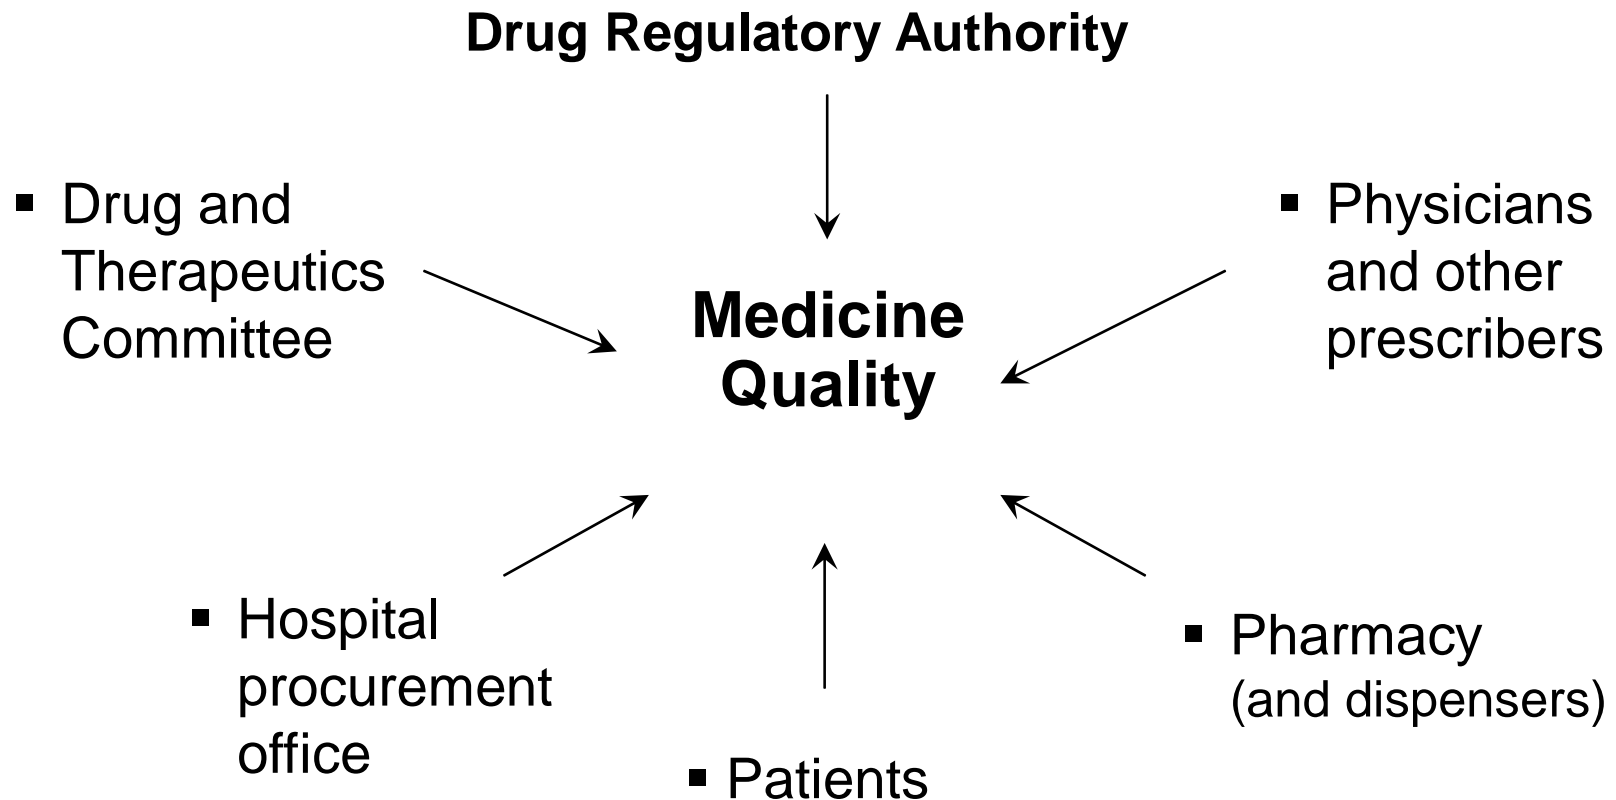 Drug Regulatory Authority
▪ Drug and
Therapeutics
Committee
▪ Physicians
and other
prescribers
Medicine
Quality
▪ Hospital
procurement
office
▪ Patients
▪ Pharmacy
(and dispensers)